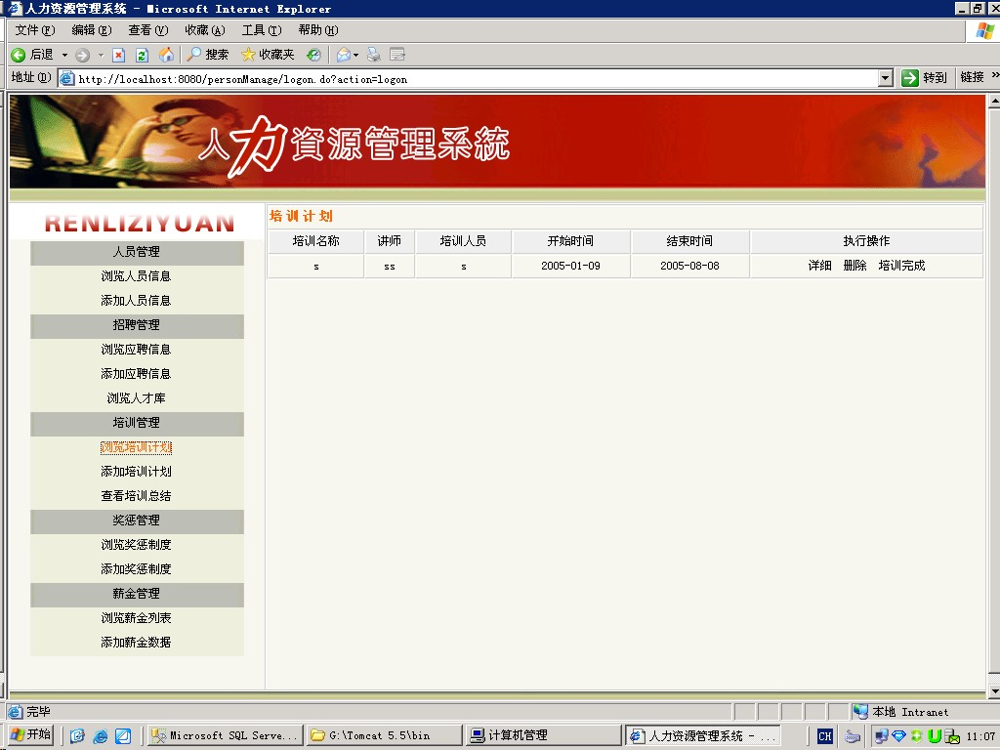 人力资源管理系统 - Microsoft Internet Explorer
文件(F) 编辑(E) 查看(V) 收藏(A) 工具(T) 帮助(H)
后退 搜索 收藏夹
地址(D) http://localhost:8080/personManage/logon.do?action=logon 转到 链接 »
人力資源管理系統
RENLIZIYUAN
人员管理
浏览人员信息
添加人员信息
招聘管理
浏览应聘信息
添加应聘信息
浏览人才库
培训管理
浏览培训计划
添加培训计划
查看培训总结
奖惩管理
浏览奖惩制度
添加奖惩制度
薪金管理
浏览薪金列表
添加薪金数据
培训计划
培训名称 讲师 培训人员 开始时间 结束时间 执行操作
s ss s 2005-01-09 2005-08-08 详细 删除 培训完成
完毕 本地 Intranet
开始 Microsoft SQL Serve... G:\Tomcat 5.5\bin 计算机管理 人力资源管理系统 - ... CH 11:07